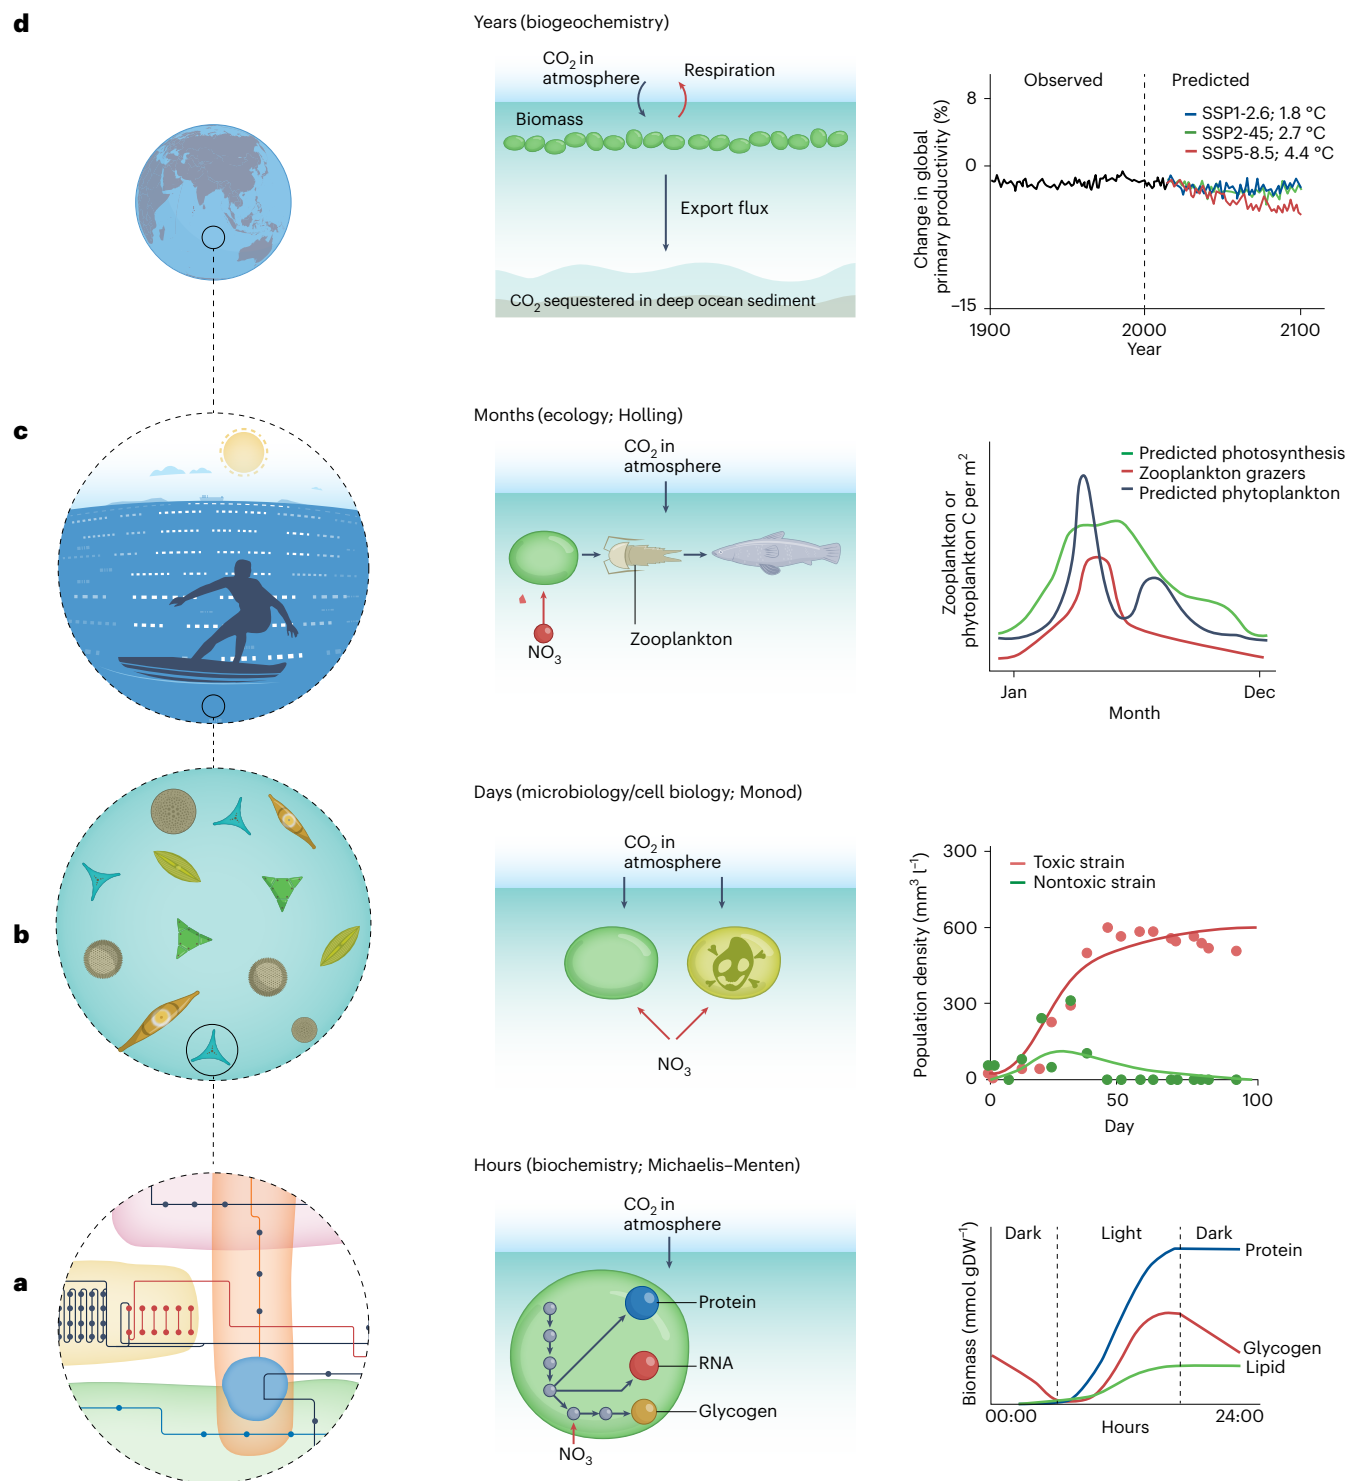 d
Years (biogeochemistry)
CO2 in
atmosphere
Respiration
Biomass
Export flux
CO2 sequestered in deep ocean sediment
Change in global
primary productivity (%)
8
0
–15
Observed
Predicted
SSP1-2.6; 1.8 °C
SSP2-45; 2.7 °C
SSP5-8.5; 4.4 °C
1900
2000
2100
Year
c
Months (ecology; Holling)
CO2 in
atmosphere
NO3
Zooplankton
Zooplankton or
phytoplankton C per m2
Predicted photosynthesis
Zooplankton grazers
Predicted phytoplankton
Jan
Dec
Month
b
Days (microbiology/cell biology; Monod)
CO2 in
atmosphere
NO3
Population density (mm3 l–1)
300
600
300
0
Toxic strain
Nontoxic strain
0
50
100
Day
a
Hours (biochemistry; Michaelis–Menten)
CO2 in
atmosphere
Protein
RNA
Glycogen
NO3
Biomass (mmol gDW–1)
Dark
Light
Dark
Protein
Glycogen
Lipid
00:00
24:00
Hours